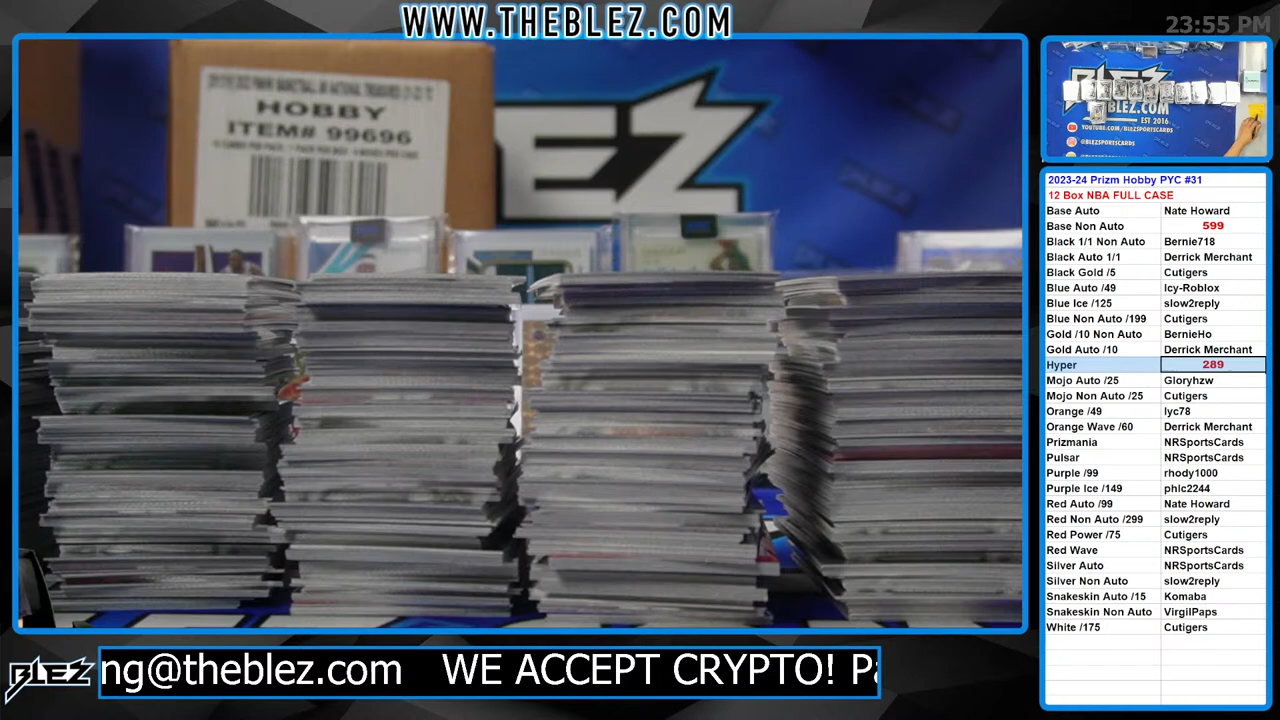 WWW.THEBLEZ.COM
23:55 PM
HOBBY
ITEM# 99696
EZ
BLEZ
BLEZ.COM
EST 2016
YOUTUBE.COM/BLEZSPORTSCARDS
@BLEZSPORTSCARDS
2023-24 Prizm Hobby PYC #31
12 Box NBA FULL CASE
Base Auto Nate Howard
Base Non Auto 599
Black 1/1 Non Auto Bernie718
Black Auto 1/1 Derrick Merchant
Black Gold /5 Cutigers
Blue Auto /49 Icy-Roblox
Blue Ice /125 slow2reply
Blue Non Auto /199 Cutigers
Gold /10 Non Auto BernieHo
Gold Auto /10 Derrick Merchant
Hyper 289
Mojo Auto /25 Gloryhzw
Mojo Non Auto /25 Cutigers
Orange /49 lyc78
Orange Wave /60 Derrick Merchant
Prizmania NRSportsCards
Pulsar NRSportsCards
Purple /99 rhody1000
Purple Ice /149 phlc2244
Red Auto /99 Nate Howard
Red Non Auto /299 slow2reply
Red Power /75 Cutigers
Red Wave NRSportsCards
Silver Auto NRSportsCards
Silver Non Auto slow2reply
Snakeskin Auto /15 Komaba
Snakeskin Non Auto VirgilPaps
White /175 Cutigers
BLEZ
ng@theblez.com WE ACCEPT CRYPTO! Pa